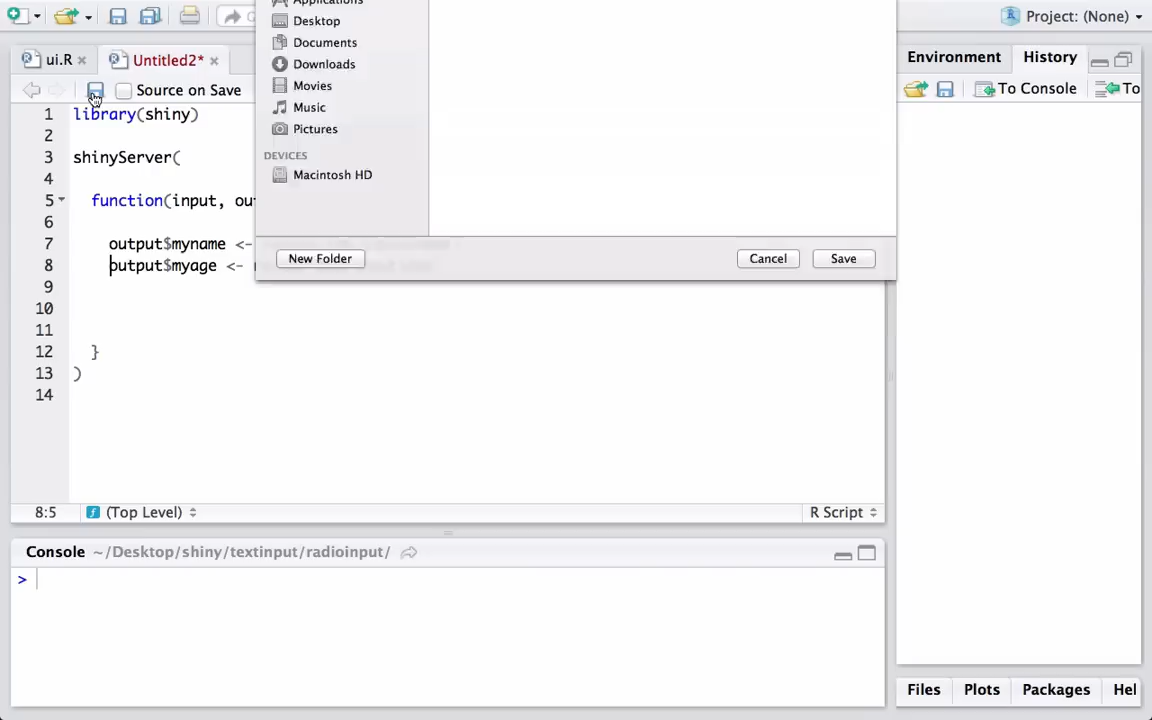 Project: (None)
Applications
Desktop
Documents
Downloads
Movies
Music
Pictures
DEVICES
Macintosh HD
New Folder
Cancel
Save
ui.R
Untitled2*
Source on Save
1 library(shiny)
2
3 shinyServer(
4
5 function(input, ou
6
7 output$myname <-
8 output$myage <-
9
10
11
12 }
13 )
14
8:5
(Top Level)
R Script
Console ~/Desktop/shiny/textinput/radioinput/
>
Environment
History
To Console
To
Files
Plots
Packages
Hel